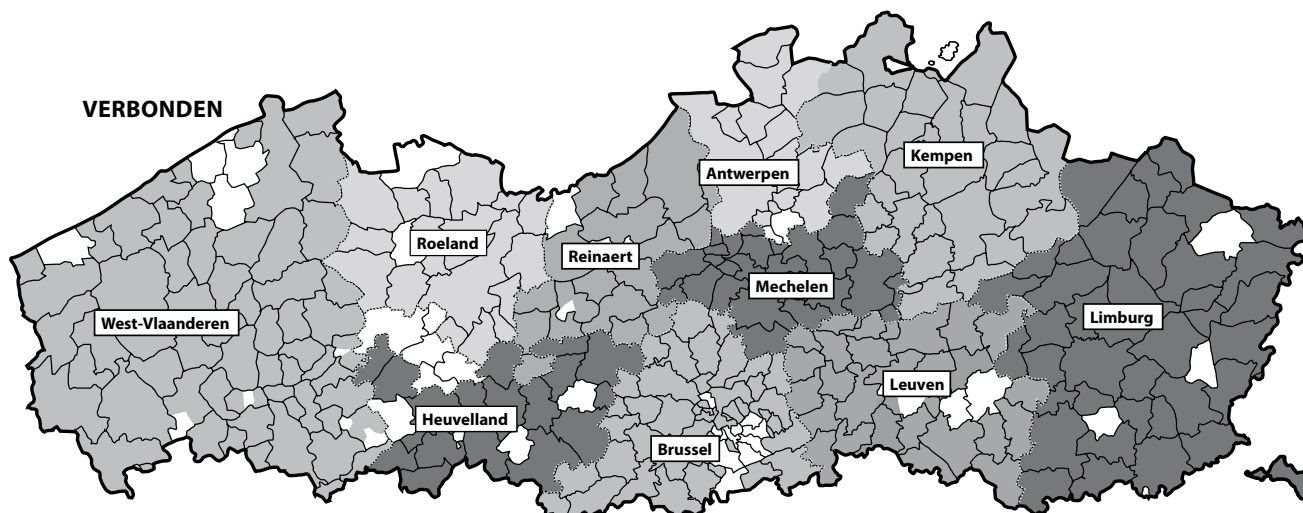 VERBONDEN
Kempen
Antwerpen
Roeland
Reinaert
Mechelen
West-Vlaanderen
Limburg
Leuven
Heuvelland
Brussel